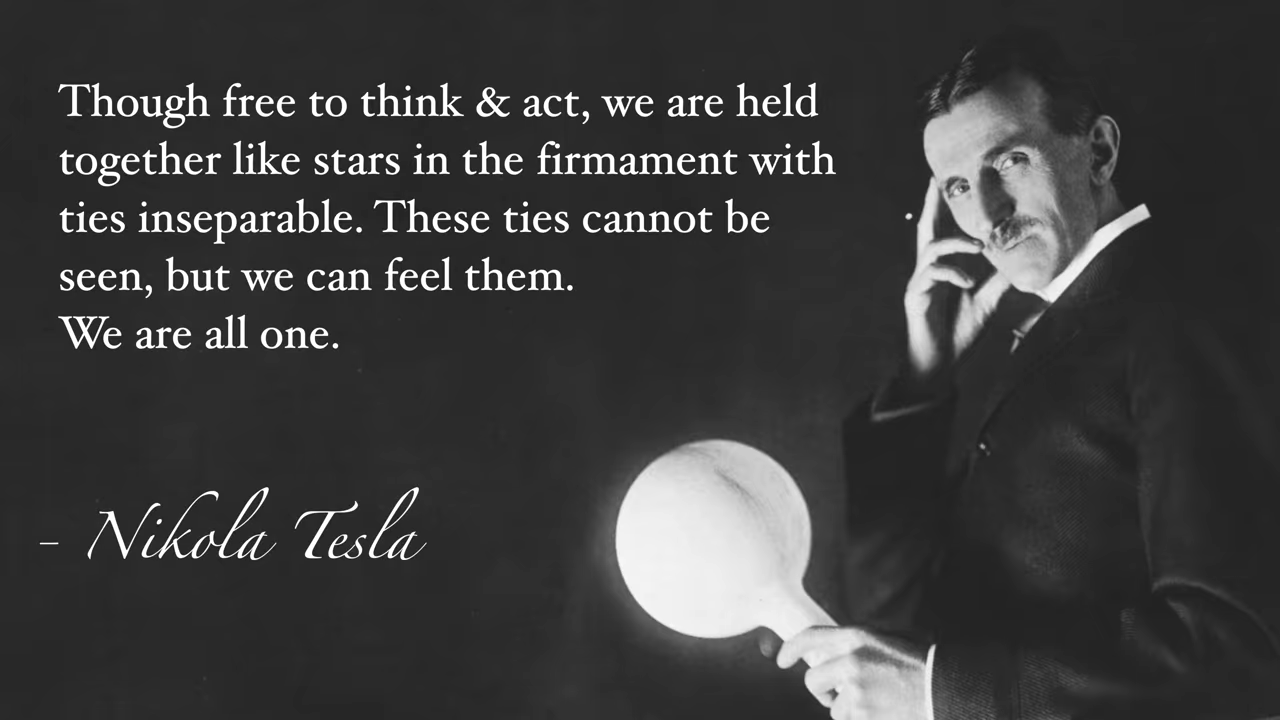 Though free to think & act, we are held
together like stars in the firmament with
ties inseparable. These ties cannot be
seen, but we can feel them.
We are all one.
– Nikola Tesla